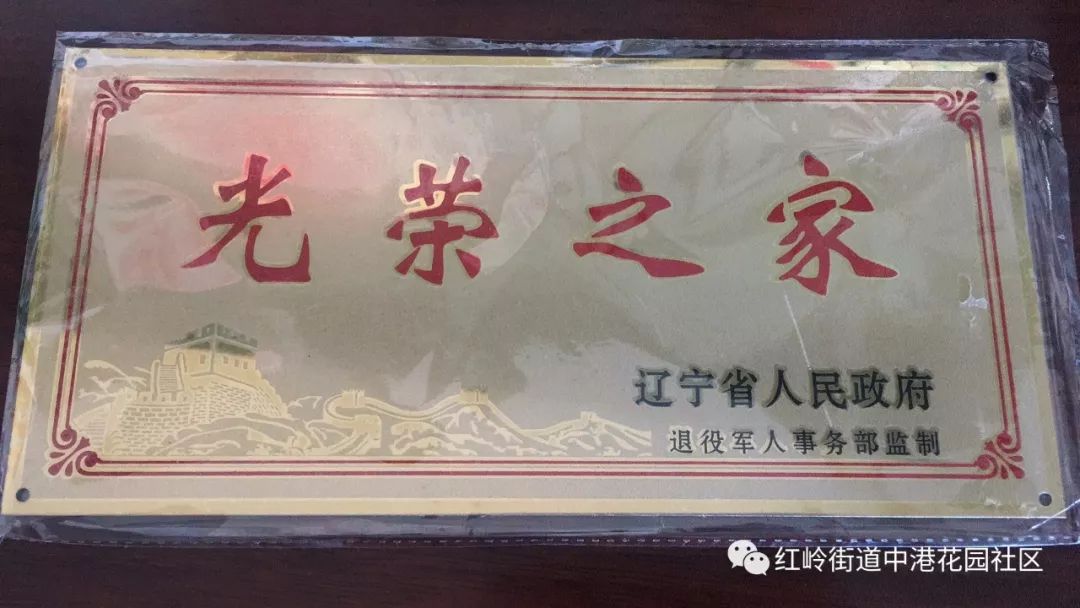 光荣之家
辽宁省人民政府
退役军人事务部监制
红岭街道中港花园社区